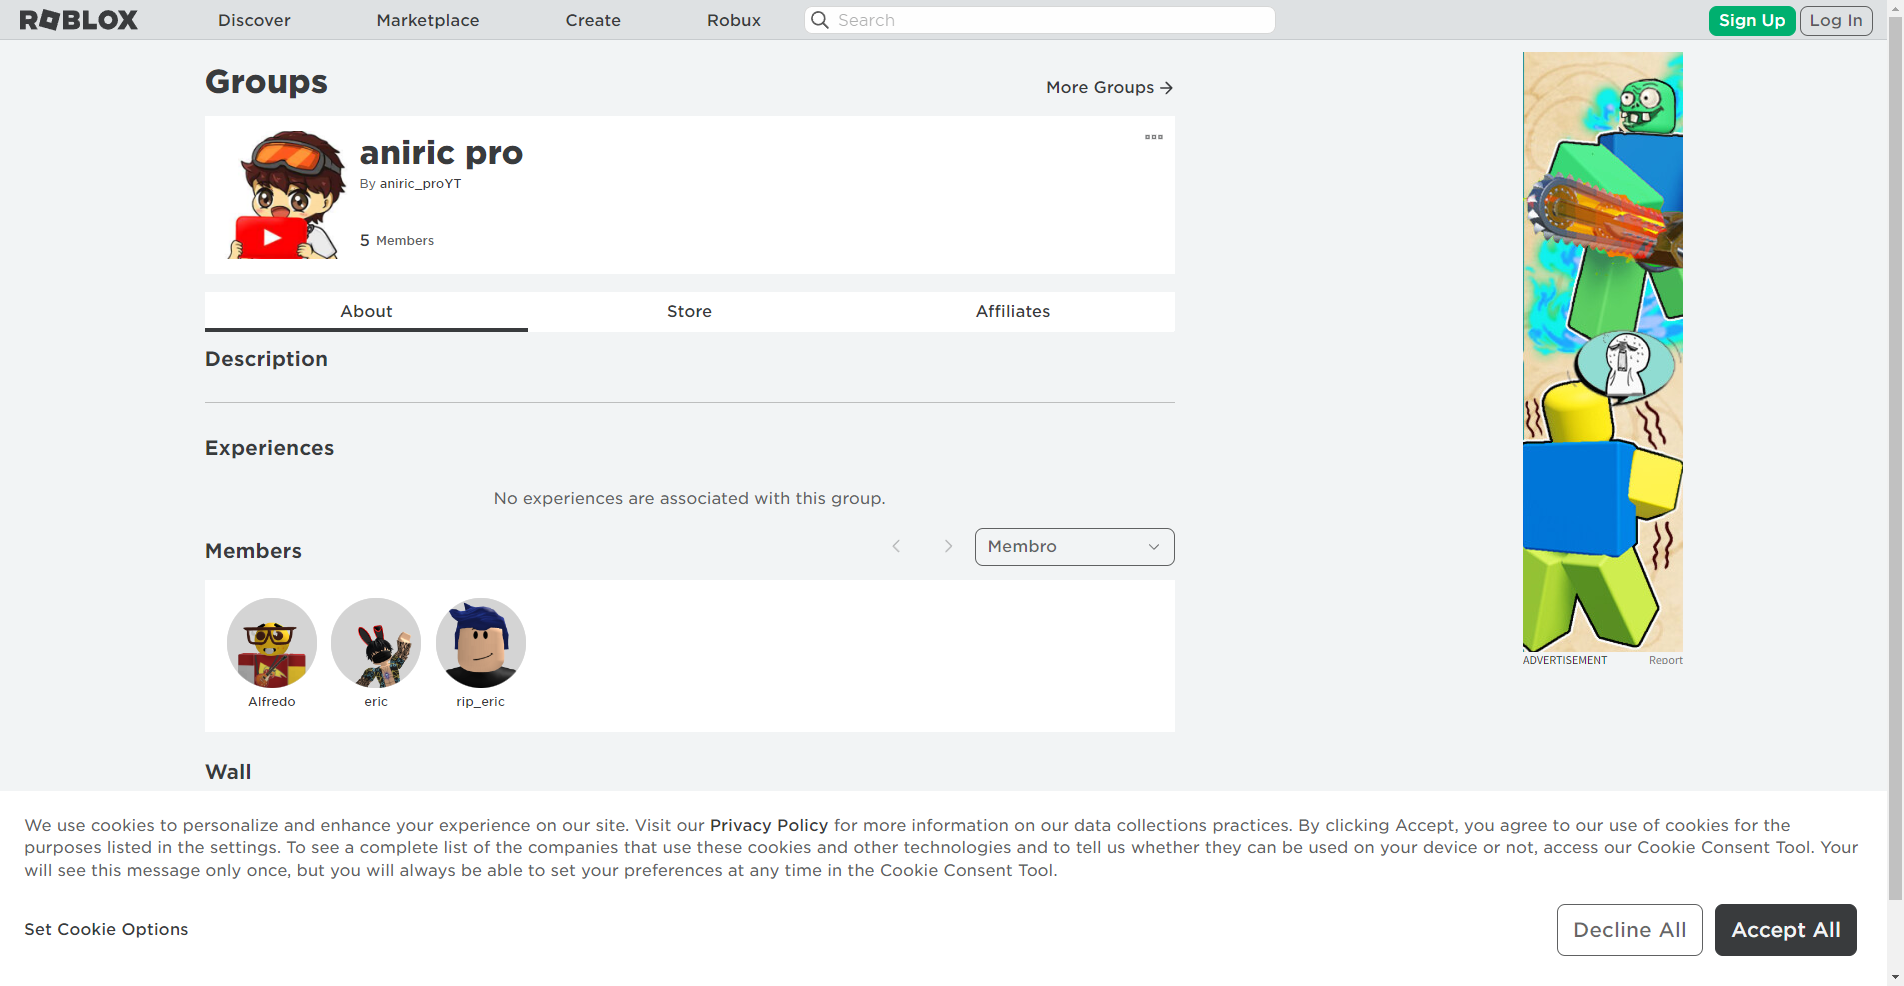 ROBLOX
Discover
Marketplace
Create
Robux
Search
Sign Up
Log In
Groups
More Groups
aniric pro
By aniric_proYT
5 Members
About
Store
Affiliates
Description
Experiences
No experiences are associated with this group.
Members
Membro
Alfredo
eric
rip_eric
Wall
ADVERTISEMENT
Report
We use cookies to personalize and enhance your experience on our site. Visit our Privacy Policy for more information on our data collections practices. By clicking Accept, you agree to our use of cookies for the
purposes listed in the settings. To see a complete list of the companies that use these cookies and other technologies and to tell us whether they can be used on your device or not, access our Cookie Consent Tool. Your
will see this message only once, but you will always be able to set your preferences at any time in the Cookie Consent Tool.
Set Cookie Options
Decline All
Accept All